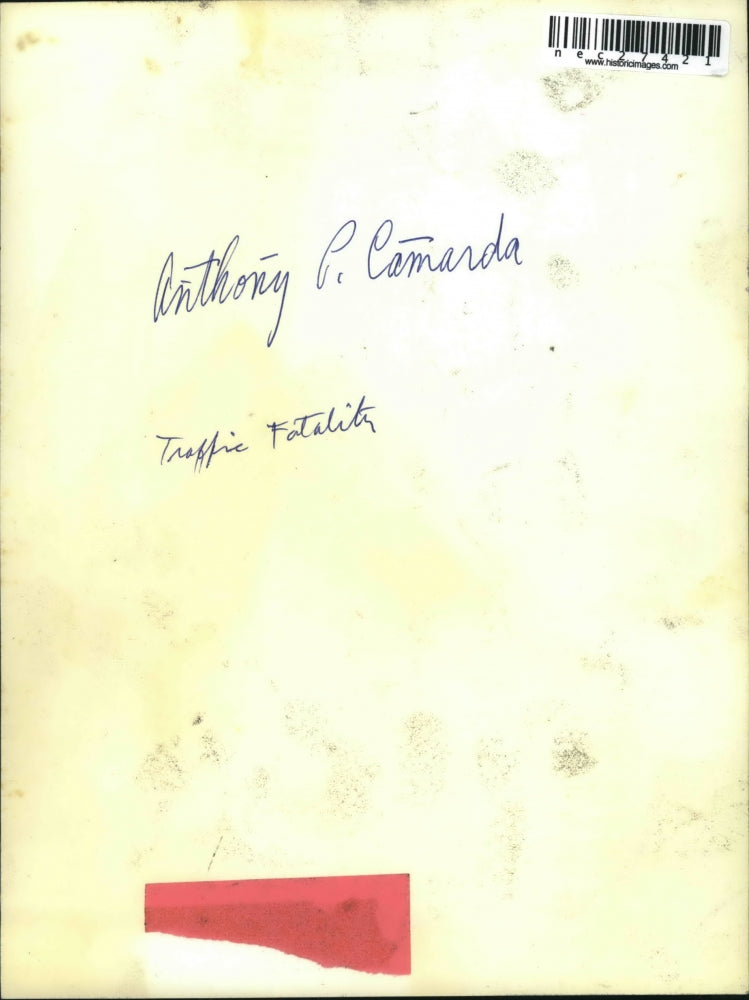 nec27421
www.historicimages.com
Anthony P. Camarda
Traffic Fatality